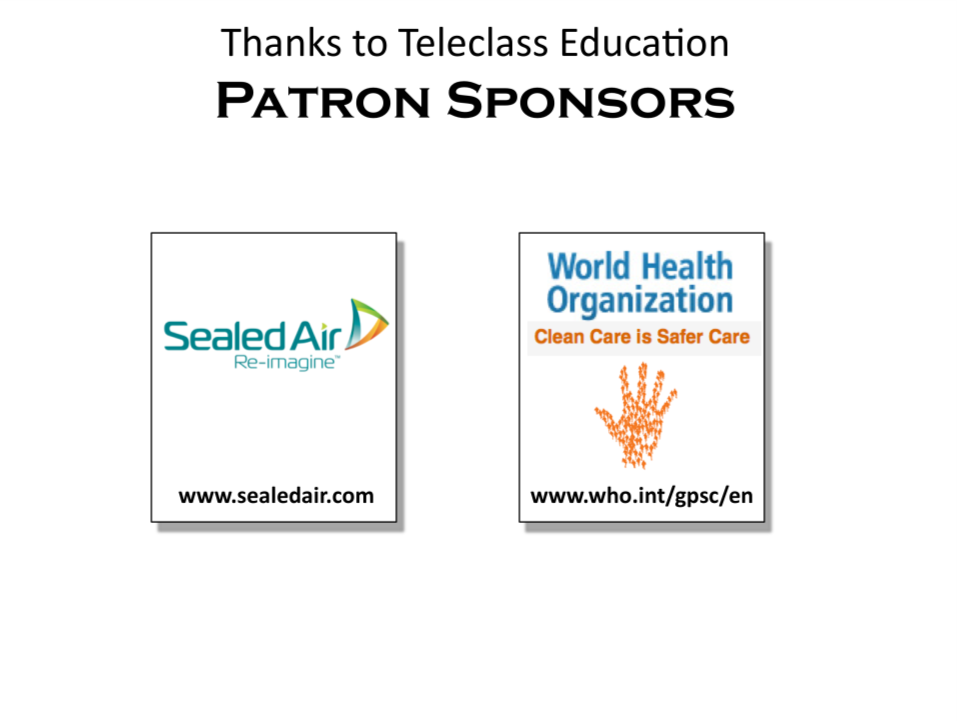 Thanks to Teleclass Education
PATRON SPONSORS
Sealed Air
Re-imagine™
www.sealedair.com
World Health
Organization
Clean Care is Safer Care
www.who.int/gpsc/en